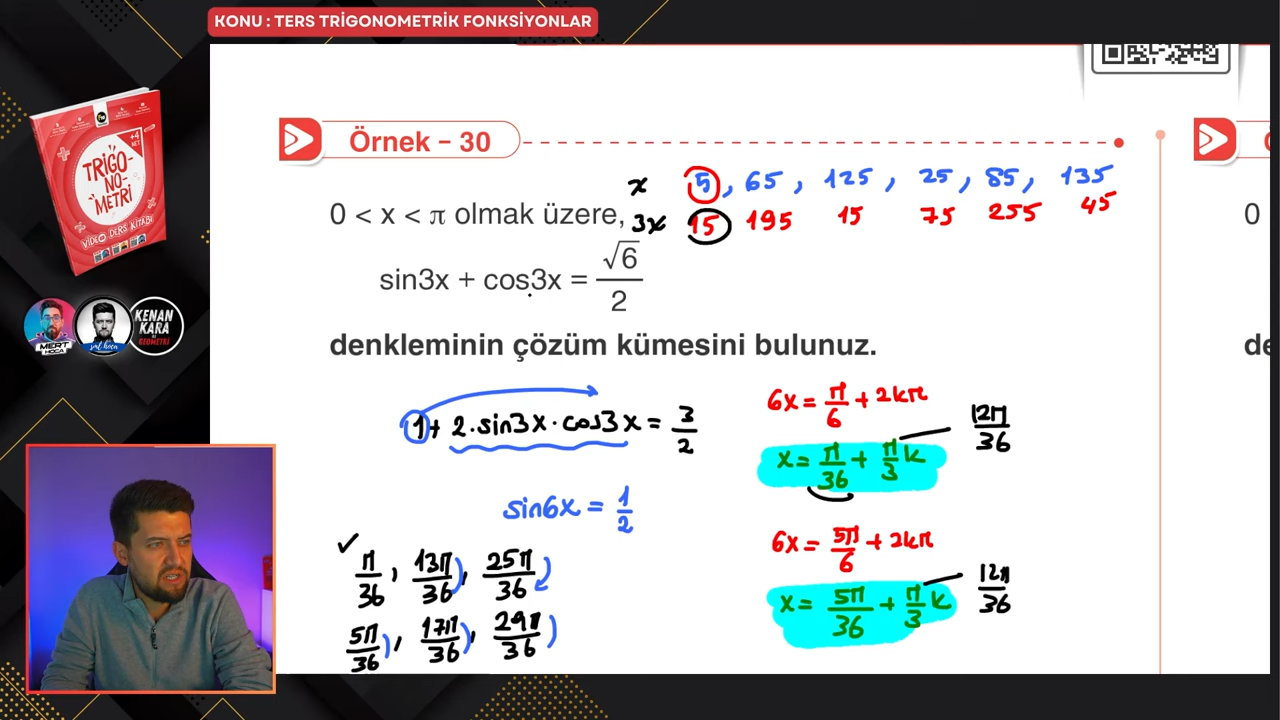 KONU : TERS TRİGONOMETRİK FONKSİYONLAR
+4 NET
TRİGO-
NO-
METRİ
VİDEO DERS KİTABI
MERT
HOCA
KENAN
KARA
GEOMETRİ
Örnek – 30
x 5, 65, 125, 25, 85, 135
0 < x < π olmak üzere,
3x 15 195 15 75 255 45
sin3x + cos3x = √6/2
denkleminin çözüm kümesini bulunuz.
1 + 2.sin3x.cos3x = 3/2
sin6x = 1/2
✓
π/36, 13π/36, 25π/36
5π/36, 17π/36, 29π/36
6x = π/6 + 2kπ
x = π/36 + π/3 k
12π/36
6x = 5π/6 + 2kπ
x = 5π/36 + π/3 k
12π/36
0
de